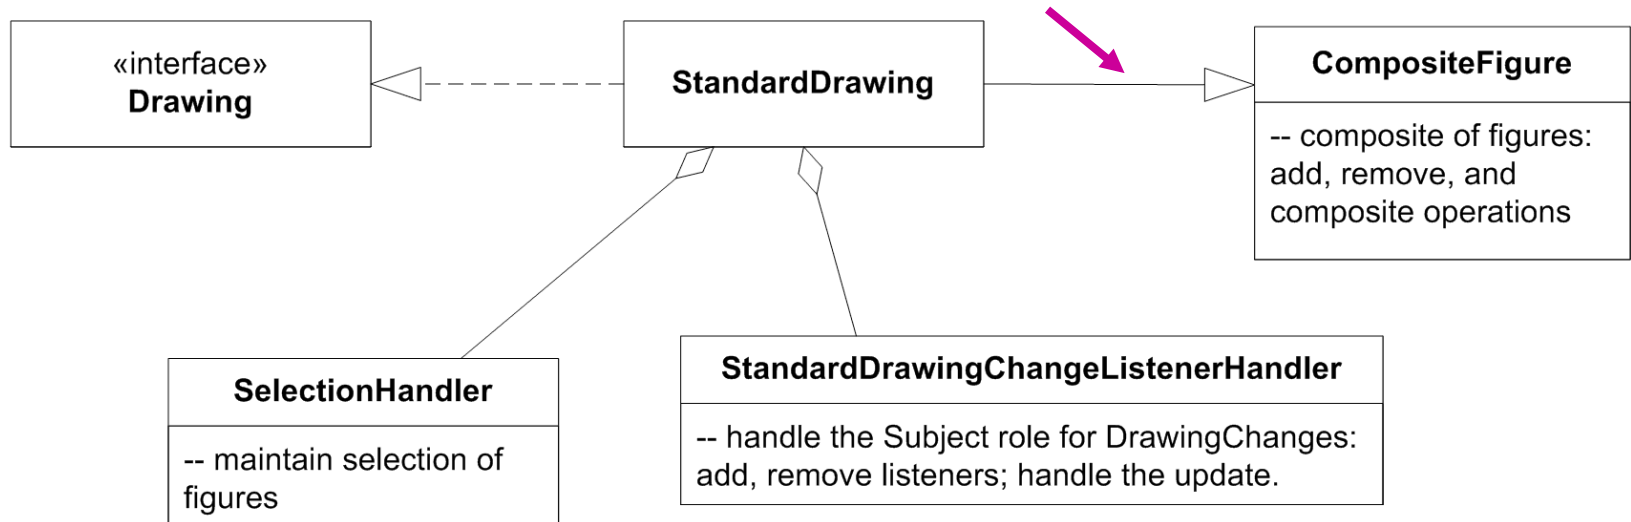 «interface»
Drawing
StandardDrawing
CompositeFigure
-- composite of figures:
add, remove, and
composite operations
SelectionHandler
-- maintain selection of
figures
StandardDrawingChangeListenerHandler
-- handle the Subject role for DrawingChanges:
add, remove listeners; handle the update.